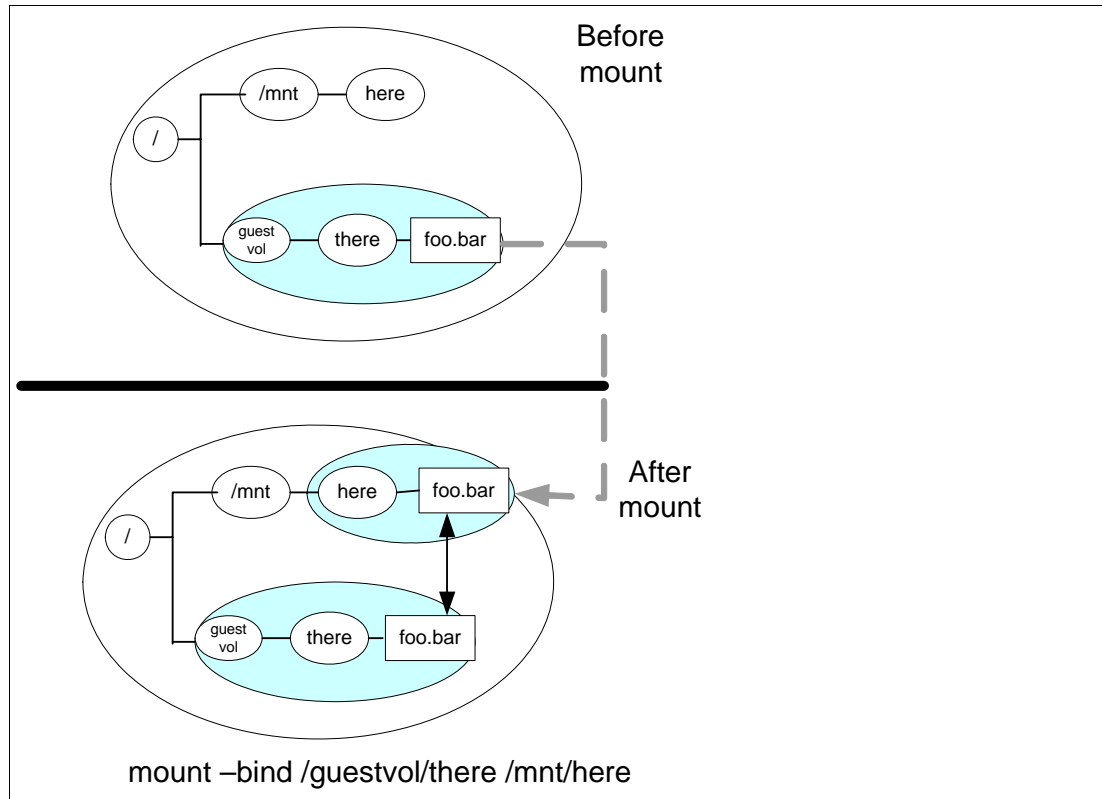 Before
mount
/mnt
here
/
guest
vol
there
foo.bar
/mnt
here
foo.bar
After
mount
/
guest
vol
there
foo.bar
mount –bind /guestvol/there /mnt/here